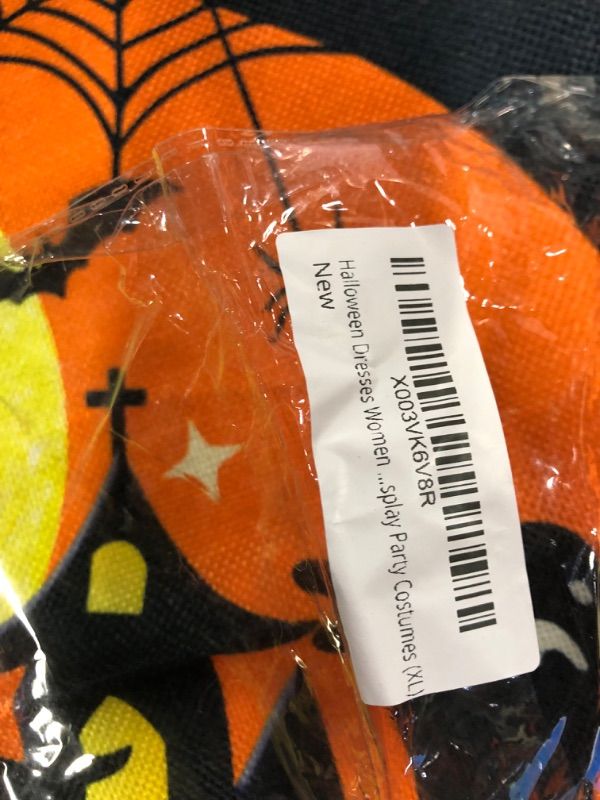 X003VK6V8R
Halloween Dresses Women ...splay Party Costumes (XL)
New